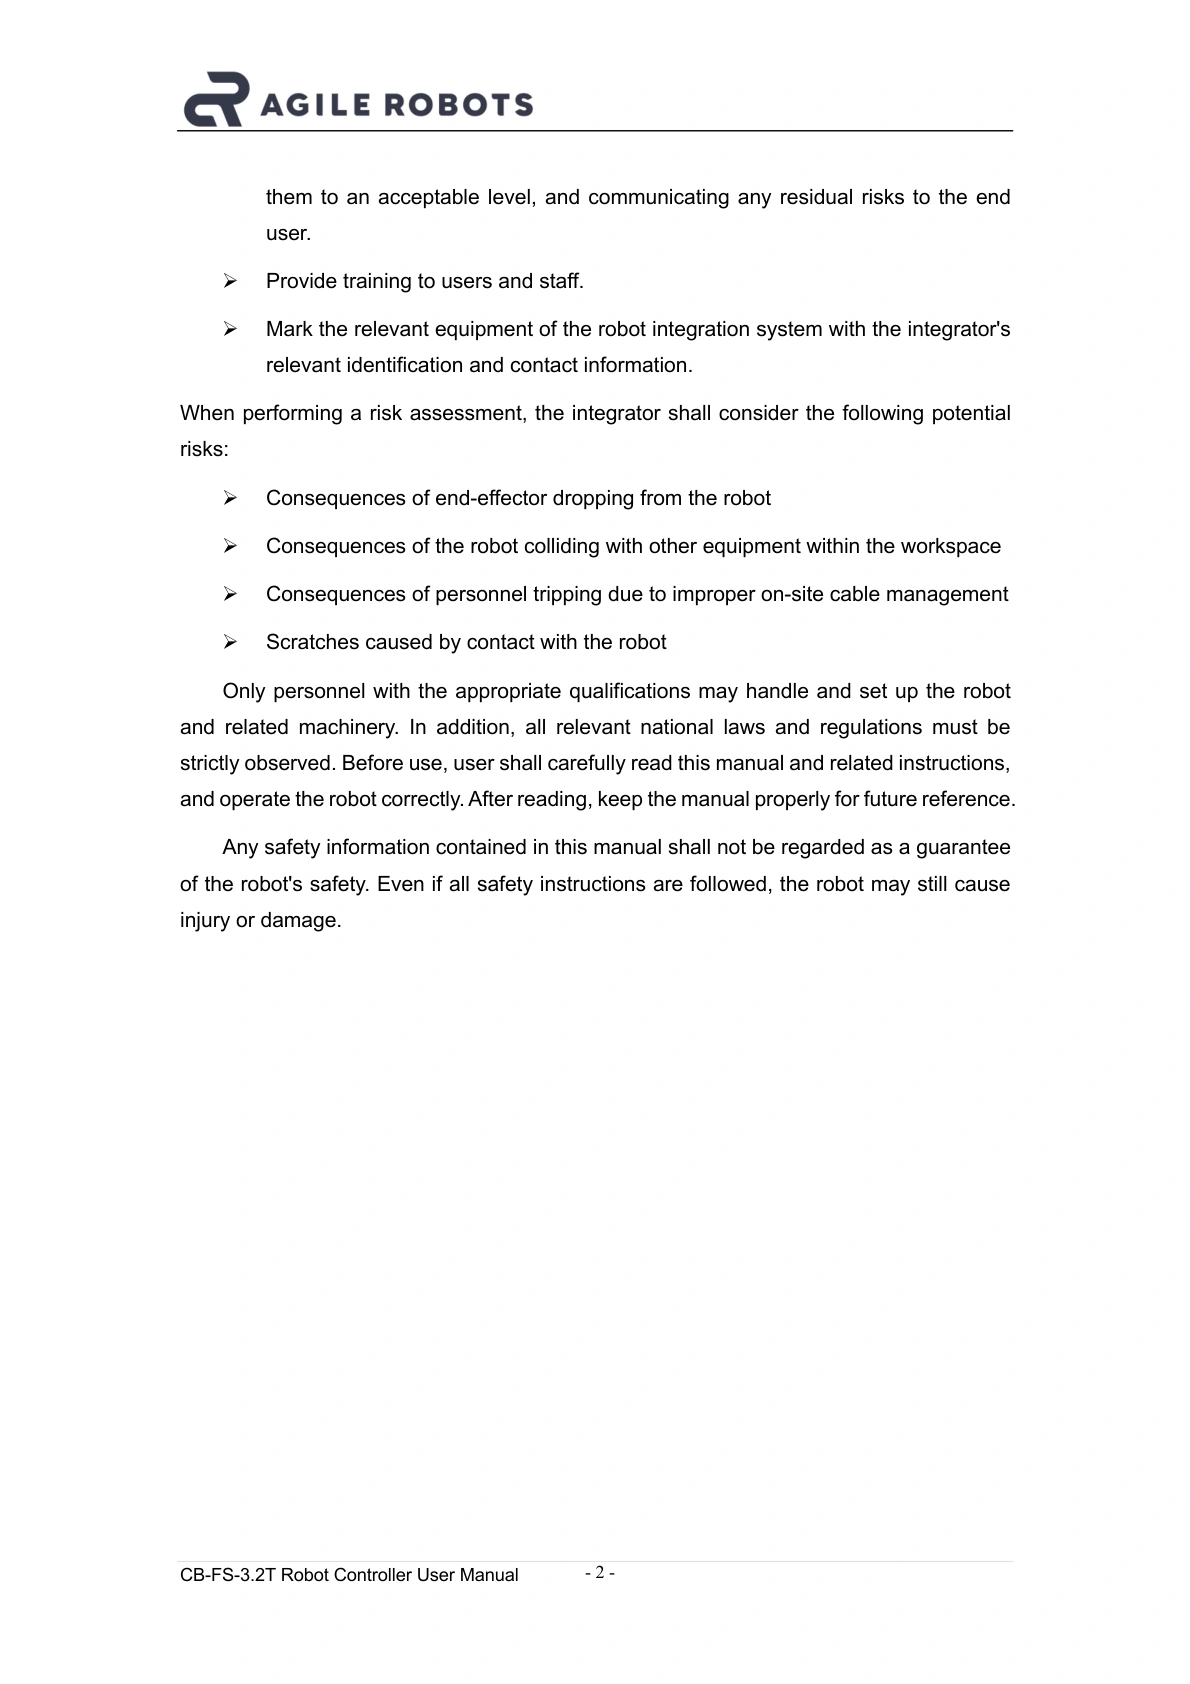 AGILE ROBOTS
them to an acceptable level, and communicating any residual risks to the end
user.
➢ Provide training to users and staff.
➢ Mark the relevant equipment of the robot integration system with the integrator's
relevant identification and contact information.
When performing a risk assessment, the integrator shall consider the following potential
risks:
➢ Consequences of end-effector dropping from the robot
➢ Consequences of the robot colliding with other equipment within the workspace
➢ Consequences of personnel tripping due to improper on-site cable management
➢ Scratches caused by contact with the robot
Only personnel with the appropriate qualifications may handle and set up the robot
and related machinery. In addition, all relevant national laws and regulations must be
strictly observed. Before use, user shall carefully read this manual and related instructions,
and operate the robot correctly. After reading, keep the manual properly for future reference.
Any safety information contained in this manual shall not be regarded as a guarantee
of the robot's safety. Even if all safety instructions are followed, the robot may still cause
injury or damage.
CB-FS-3.2T Robot Controller User Manual - 2 -